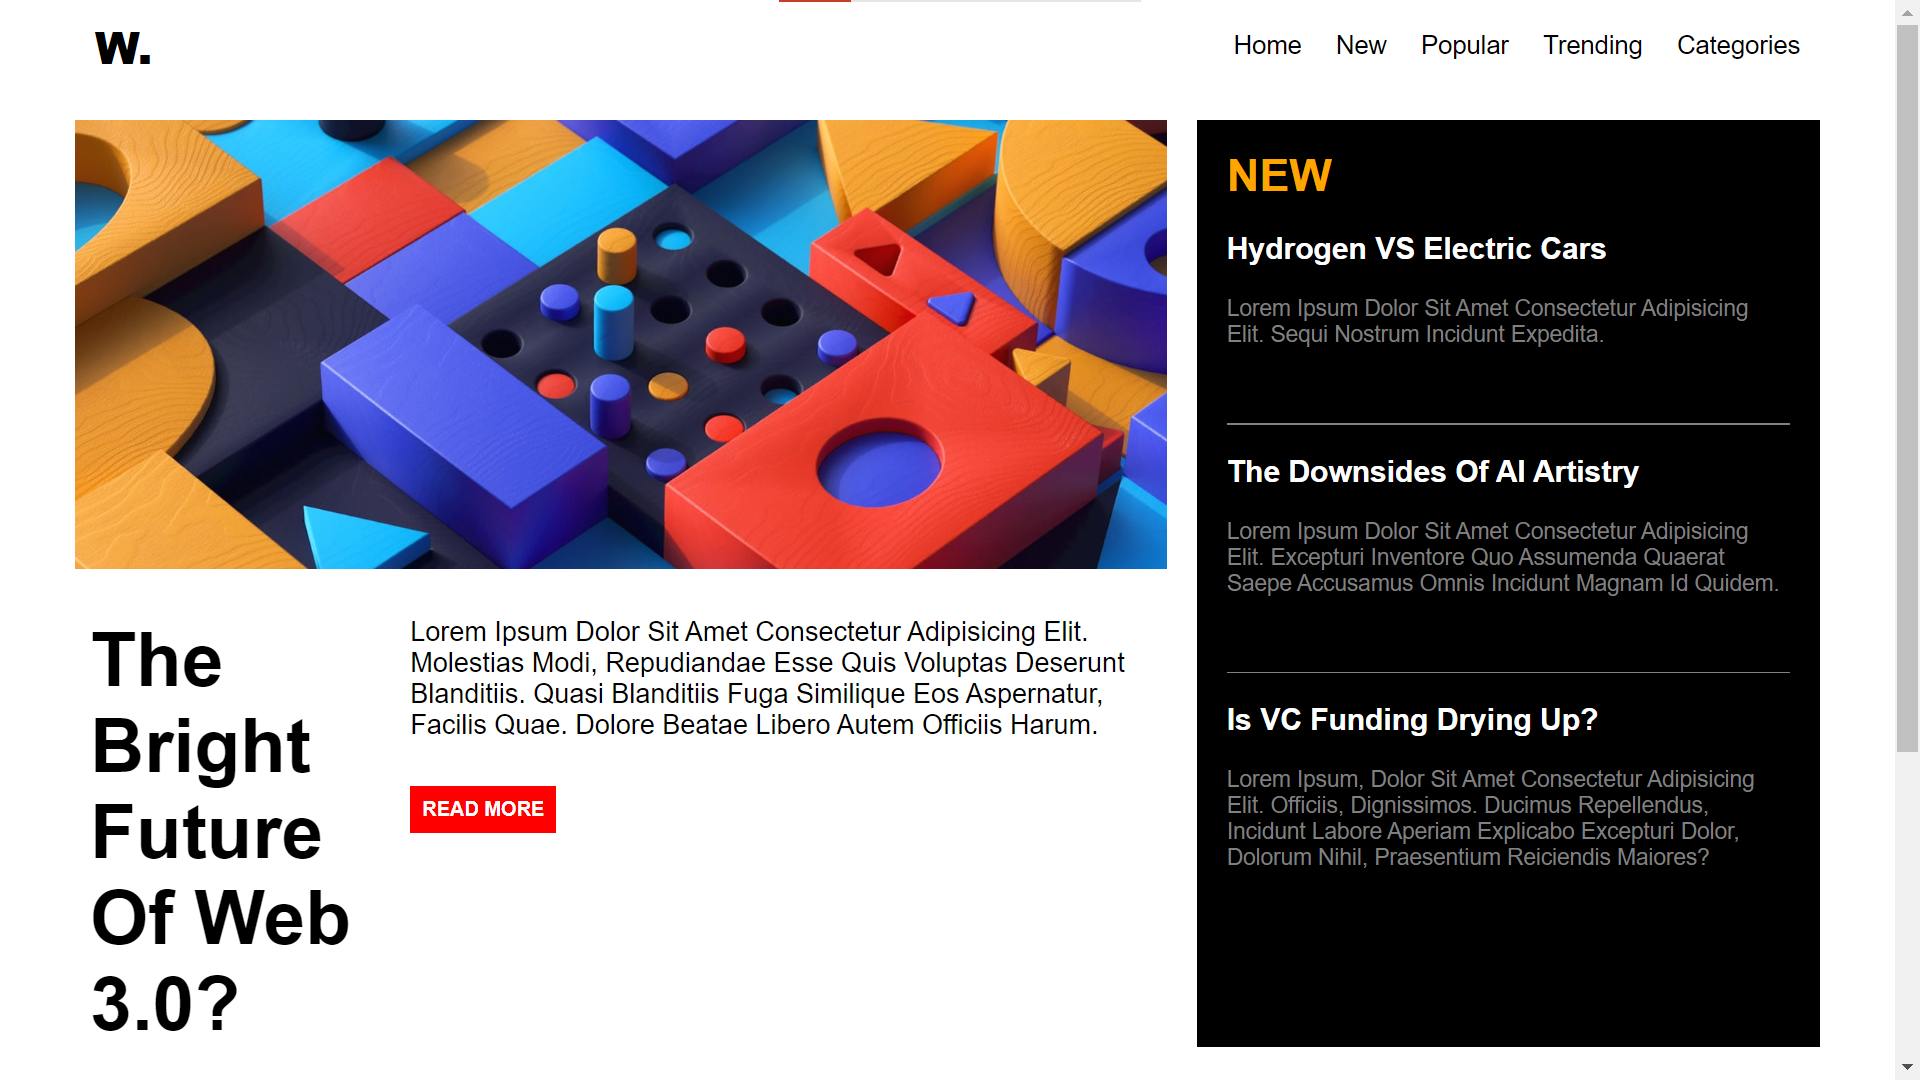 W.
Home New Popular Trending Categories
The
Bright
Future
Of Web
3.0?
Lorem Ipsum Dolor Sit Amet Consectetur Adipisicing Elit.
Molestias Modi, Repudiandae Esse Quis Voluptas Deserunt
Blanditiis. Quasi Blanditiis Fuga Similique Eos Aspernatur,
Facilis Quae. Dolore Beatae Libero Autem Officiis Harum.
READ MORE
NEW
Hydrogen VS Electric Cars
Lorem Ipsum Dolor Sit Amet Consectetur Adipisicing
Elit. Sequi Nostrum Incidunt Expedita.
The Downsides Of AI Artistry
Lorem Ipsum Dolor Sit Amet Consectetur Adipisicing
Elit. Excepturi Inventore Quo Assumenda Quaerat
Saepe Accusamus Omnis Incidunt Magnam Id Quidem.
Is VC Funding Drying Up?
Lorem Ipsum, Dolor Sit Amet Consectetur Adipisicing
Elit. Officiis, Dignissimos. Ducimus Repellendus,
Incidunt Labore Aperiam Explicabo Excepturi Dolor,
Dolorum Nihil, Praesentium Reiciendis Maiores?